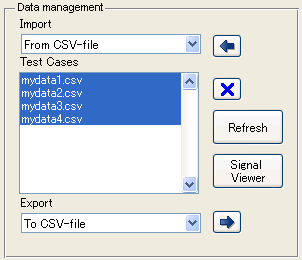 Data management
Import
From CSV-file
Test Cases
mydata1.csv
mydata2.csv
mydata3.csv
mydata4.csv
Refresh
Signal
Viewer
Export
To CSV-file